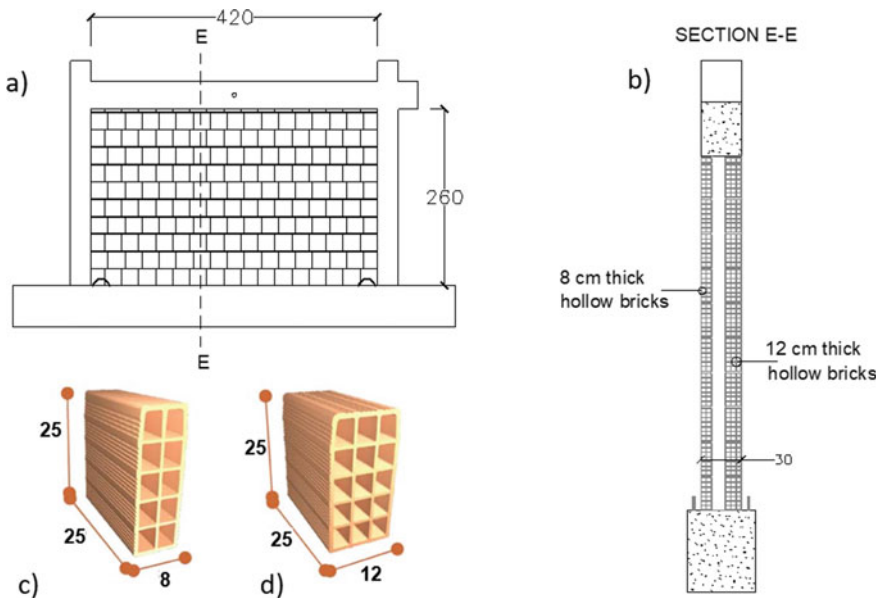 a)
420
E
260
E
SECTION E-E
b)
8 cm thick
hollow bricks
12 cm thick
hollow bricks
30
25
25
8
c)
25
25
12
d)